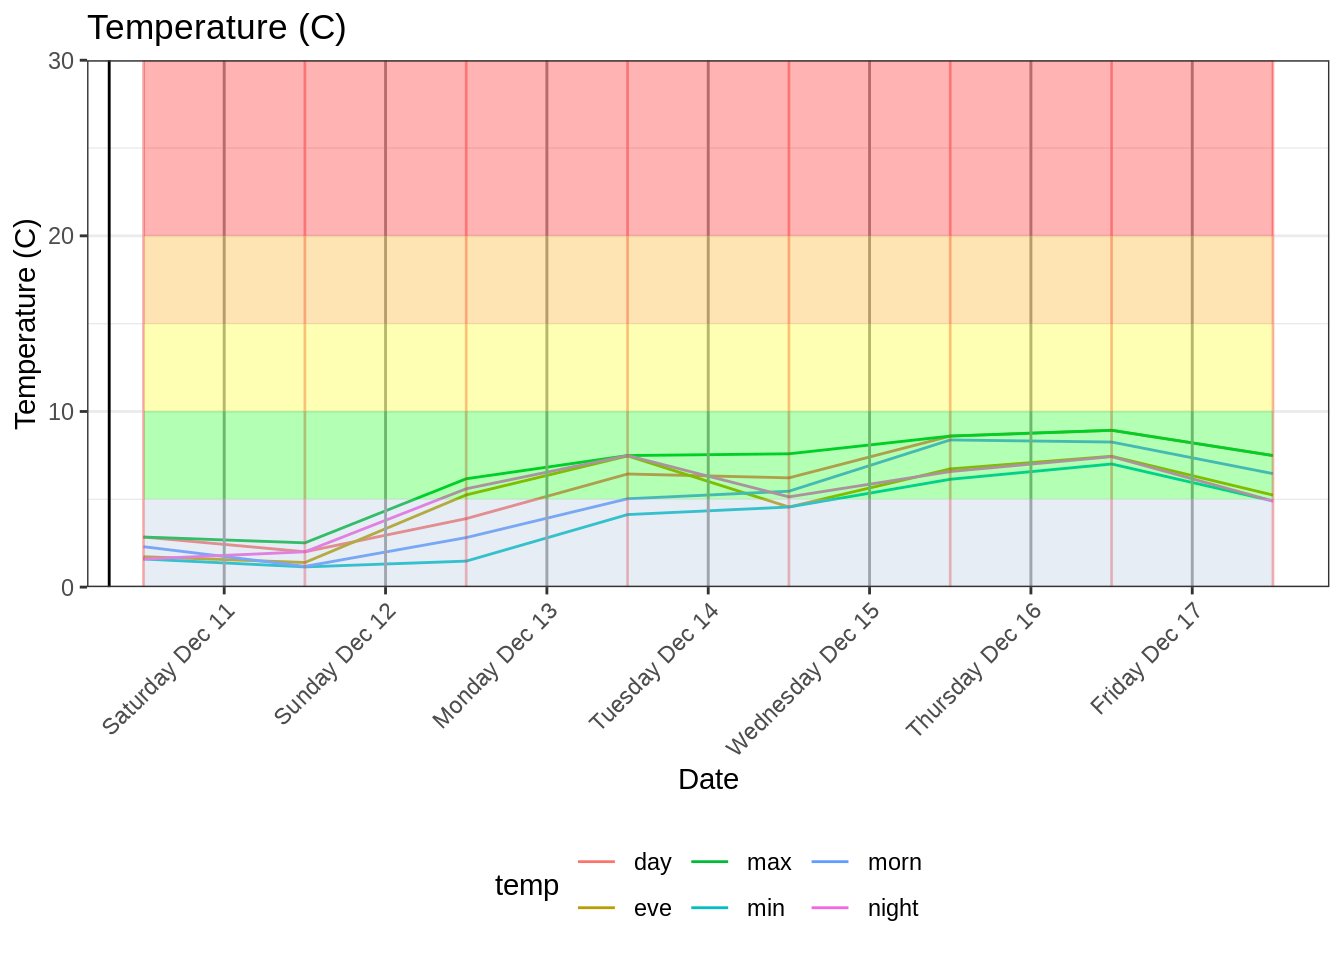 Temperature (C)
Temperature (C)
30
20
10
0
Saturday Dec 11
Sunday Dec 12
Monday Dec 13
Tuesday Dec 14
Wednesday Dec 15
Thursday Dec 16
Friday Dec 17
Date
temp
day
max
morn
eve
min
night